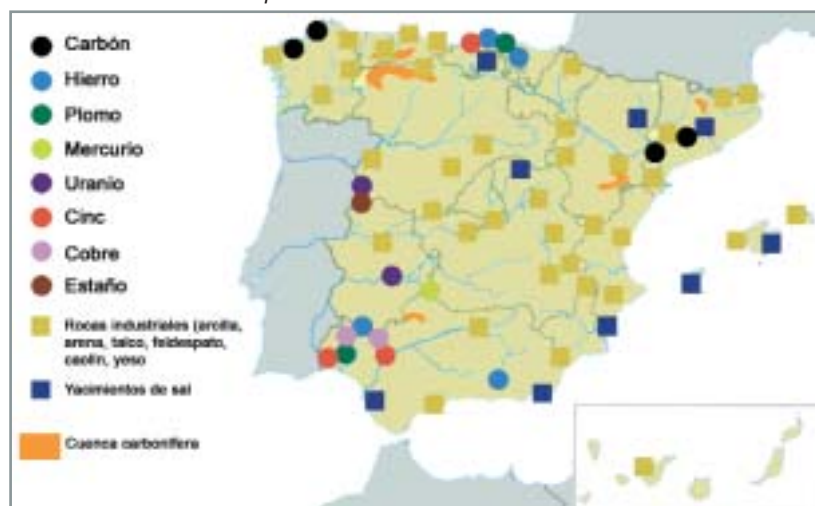 Carbón
Hierro
Plomo
Mercurio
Uranio
Cinc
Cobre
Estaño
Rocas industriales (arcilla,
arena, talco, feldespato,
caolín, yeso
Yacimientos de sal
Cuenca carbonífera